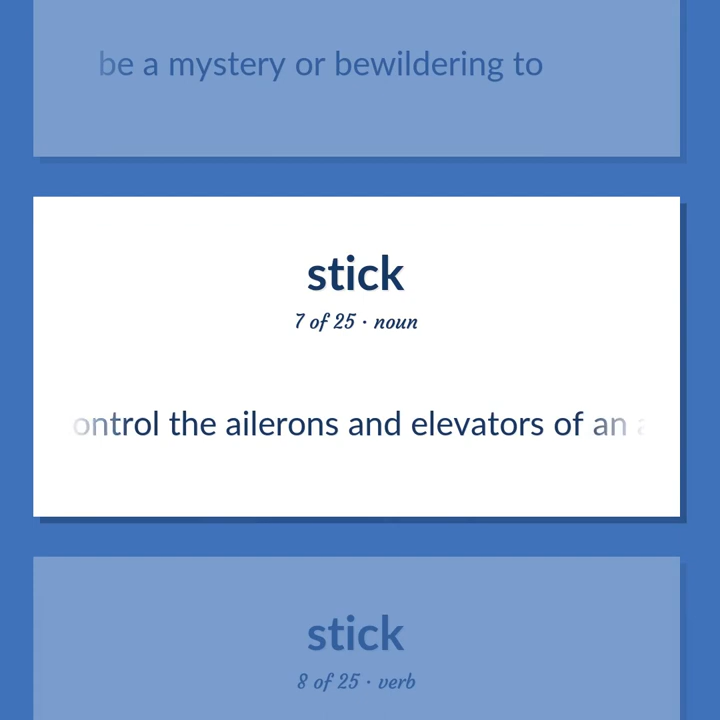 be a mystery or bewildering to
stick
7 of 25 · noun
ontrol the ailerons and elevators of an a
stick
8 of 25 · verb